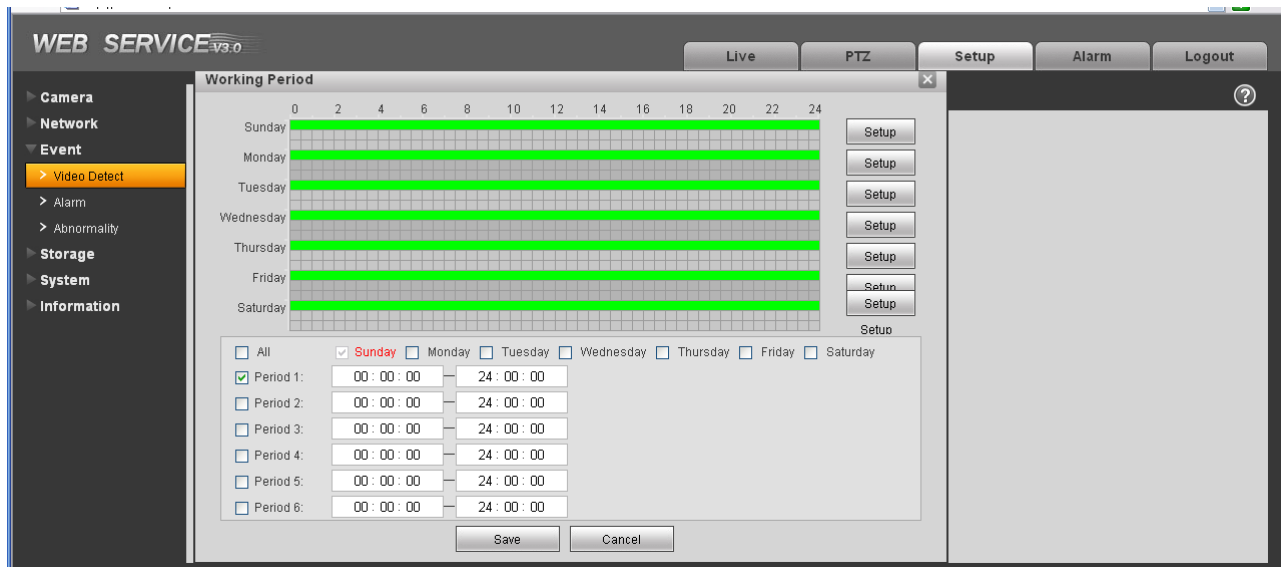 WEB SERVICE V3.0
Live PTZ Setup Alarm Logout
Camera
Network
Event
> Video Detect
> Alarm
> Abnormality
Storage
System
Information
Working Period
0 2 4 6 8 10 12 14 16 18 20 22 24
Sunday Setup
Monday Setup
Tuesday Setup
Wednesday Setup
Thursday Setup
Friday Setup
Saturday Setup
Setup
All Sunday Monday Tuesday Wednesday Thursday Friday Saturday
Period 1: 00 : 00 : 00 — 24 : 00 : 00
Period 2: 00 : 00 : 00 — 24 : 00 : 00
Period 3: 00 : 00 : 00 — 24 : 00 : 00
Period 4: 00 : 00 : 00 — 24 : 00 : 00
Period 5: 00 : 00 : 00 — 24 : 00 : 00
Period 6: 00 : 00 : 00 — 24 : 00 : 00
Save Cancel